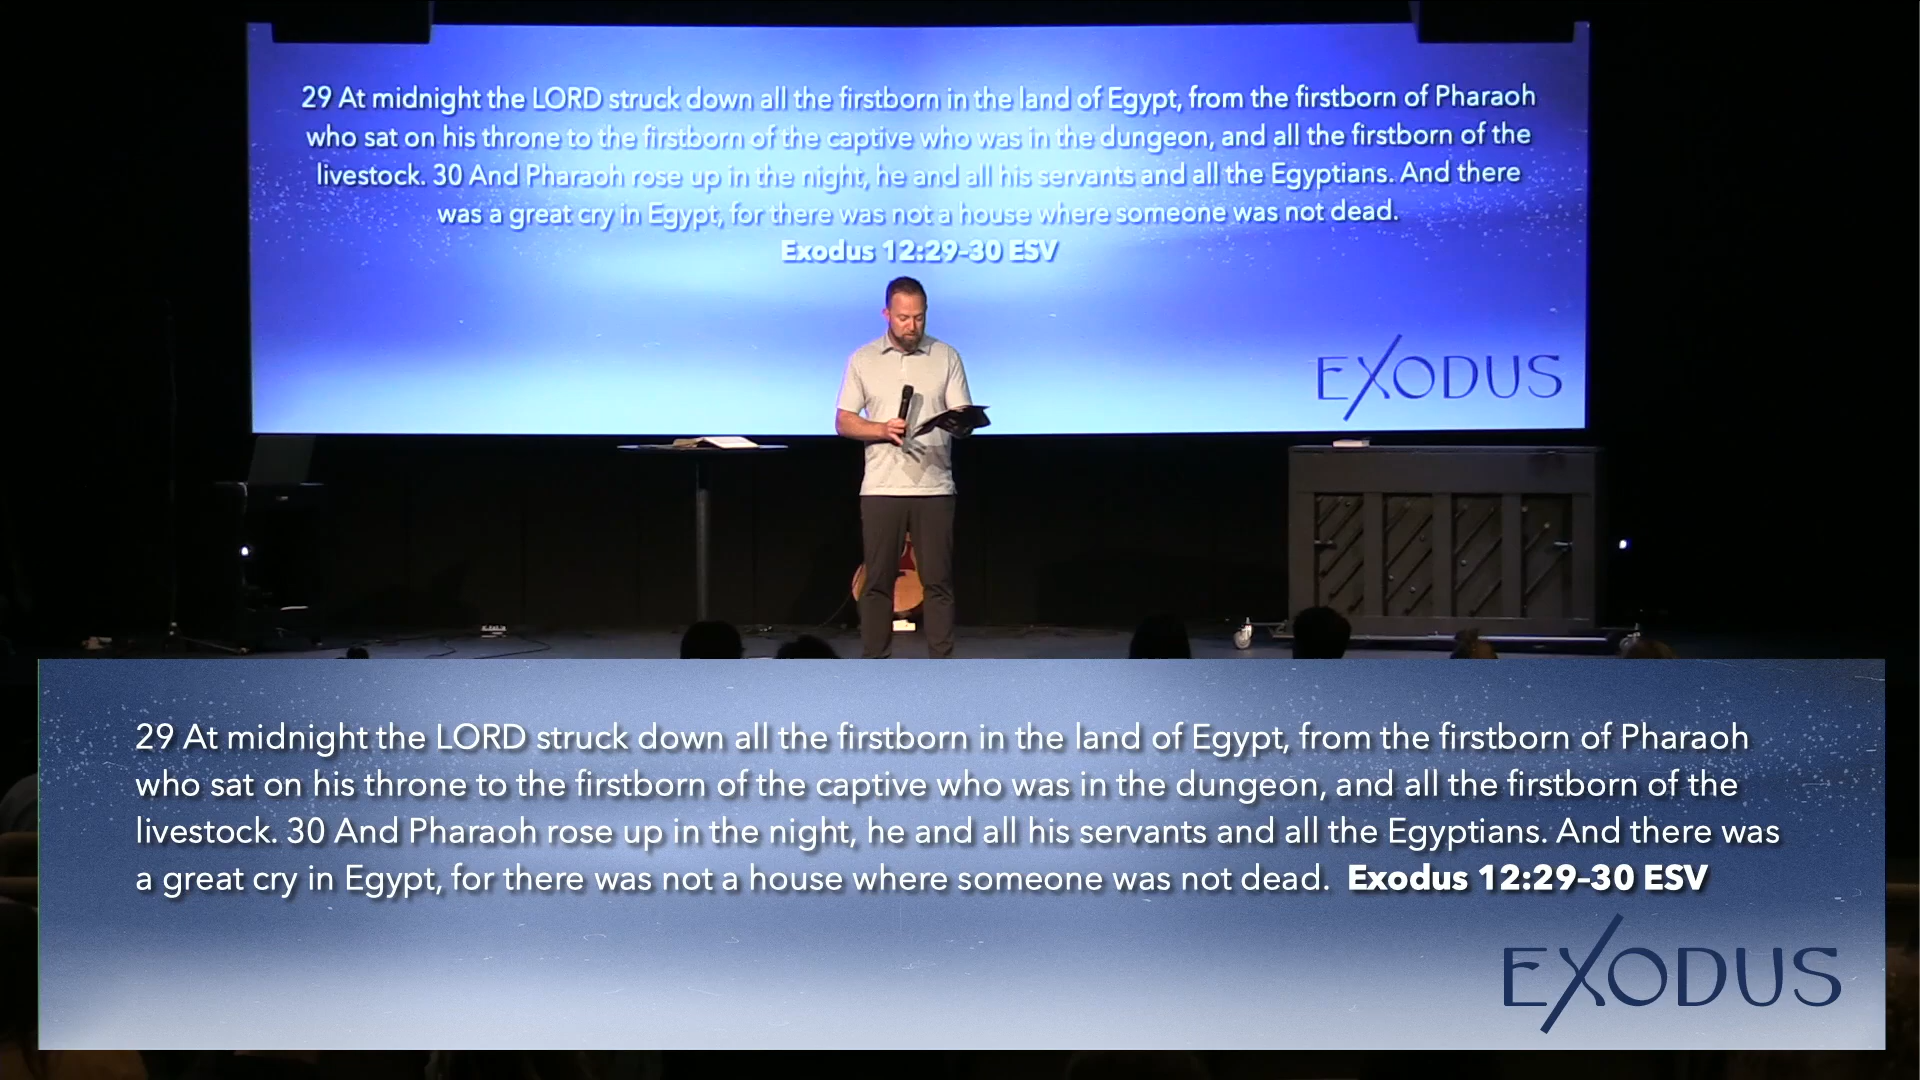 29 At midnight the LORD struck down all the firstborn in the land of Egypt, from the firstborn of Pharaoh
who sat on his throne to the firstborn of the captive who was in the dungeon, and all the firstborn of the
livestock. 30 And Pharaoh rose up in the night, he and all his servants and all the Egyptians. And there
was a great cry in Egypt, for there was not a house where someone was not dead.
Exodus 12:29-30 ESV
EXODUS
29 At midnight the LORD struck down all the firstborn in the land of Egypt, from the firstborn of Pharaoh
who sat on his throne to the firstborn of the captive who was in the dungeon, and all the firstborn of the
livestock. 30 And Pharaoh rose up in the night, he and all his servants and all the Egyptians. And there was
a great cry in Egypt, for there was not a house where someone was not dead. Exodus 12:29–30 ESV
EXODUS